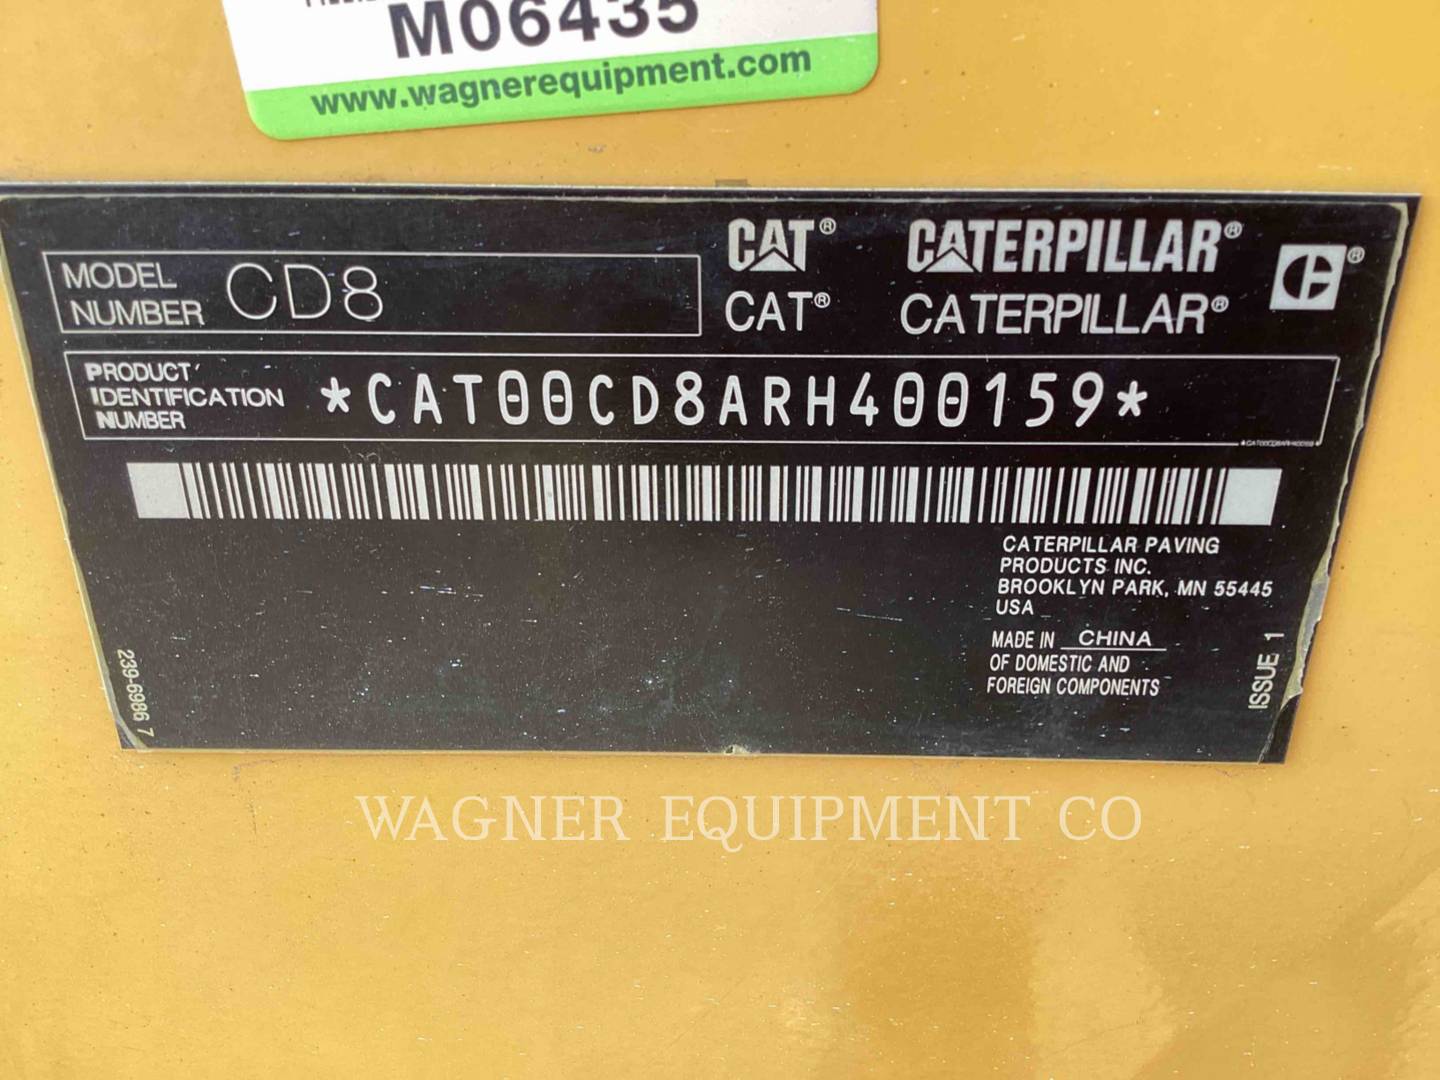 M06435
www.wagnerequipment.com
MODEL
NUMBER CD8
CAT® CATERPILLAR® ®
CAT® CATERPILLAR®
PRODUCT
IDENTIFICATION
NUMBER
*CAT00CD8ARH400159*
*CAT00CD8ARH400159*
CATERPILLAR PAVING
PRODUCTS INC.
BROOKLYN PARK, MN 55445
USA
MADE IN CHINA
OF DOMESTIC AND
FOREIGN COMPONENTS
ISSUE 1
239-6986 7
WAGNER EQUIPMENT CO